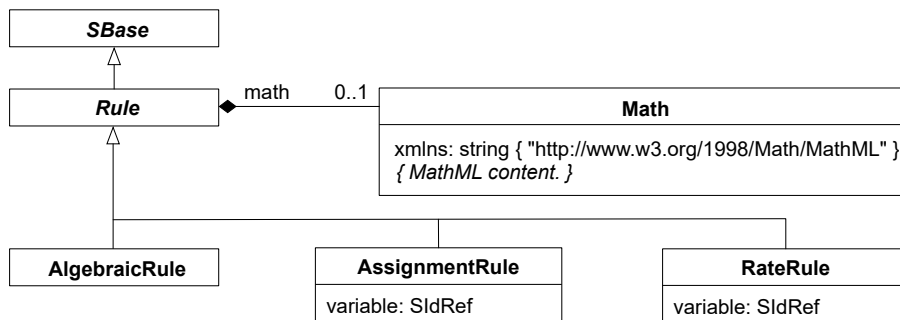 SBase
Rule
math 0..1
Math
xmlns: string { "http://www.w3.org/1998/Math/MathML" }
{ MathML content. }
AlgebraicRule
AssignmentRule
variable: SIdRef
RateRule
variable: SIdRef